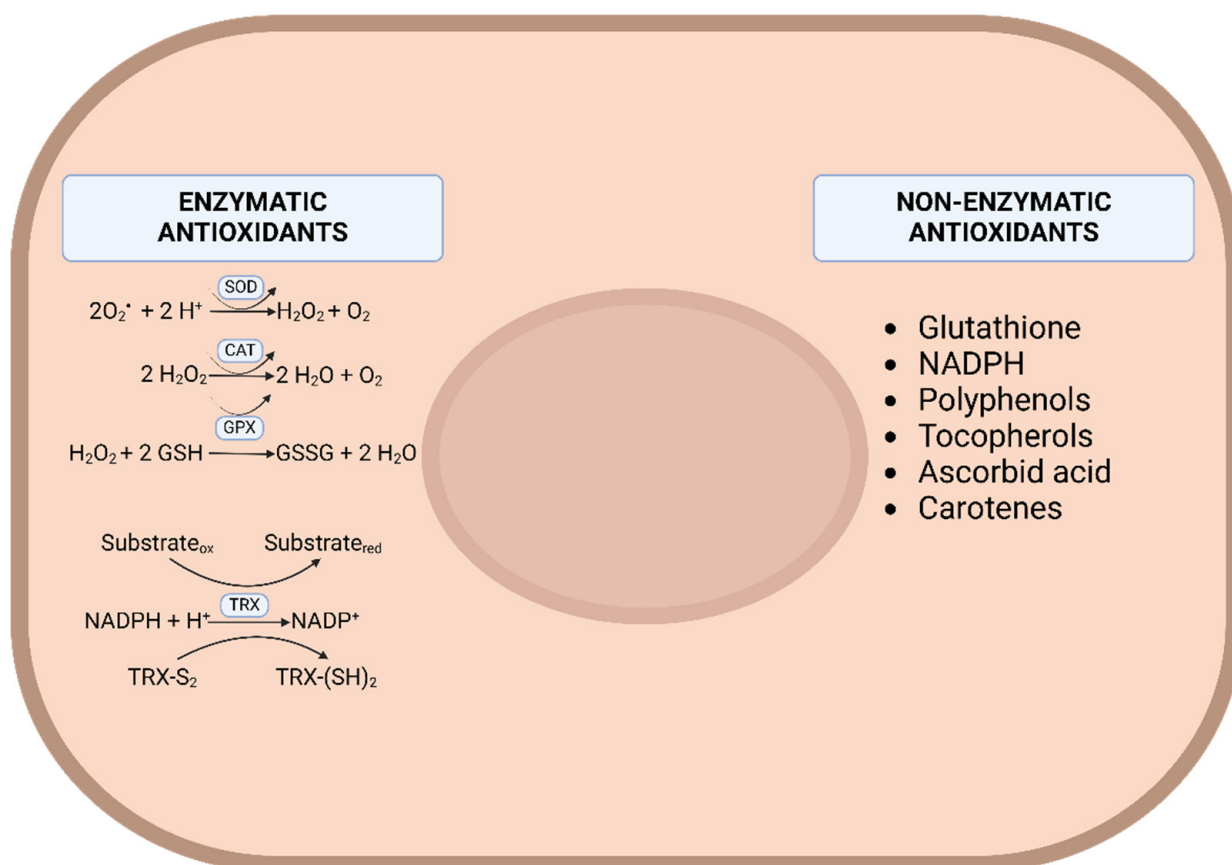 ENZYMATIC
ANTIOXIDANTS
SOD
2O₂• + 2 H⁺ H₂O₂ + O₂
CAT
2 H₂O₂ 2 H₂O + O₂
GPX
H₂O₂ + 2 GSH GSSG + 2 H₂O
Substrateₒₓ Substrate_red
TRX
NADPH + H⁺ NADP⁺
TRX-S₂ TRX-(SH)₂
NON-ENZYMATIC
ANTIOXIDANTS
• Glutathione
• NADPH
• Polyphenols
• Tocopherols
• Ascorbid acid
• Carotenes